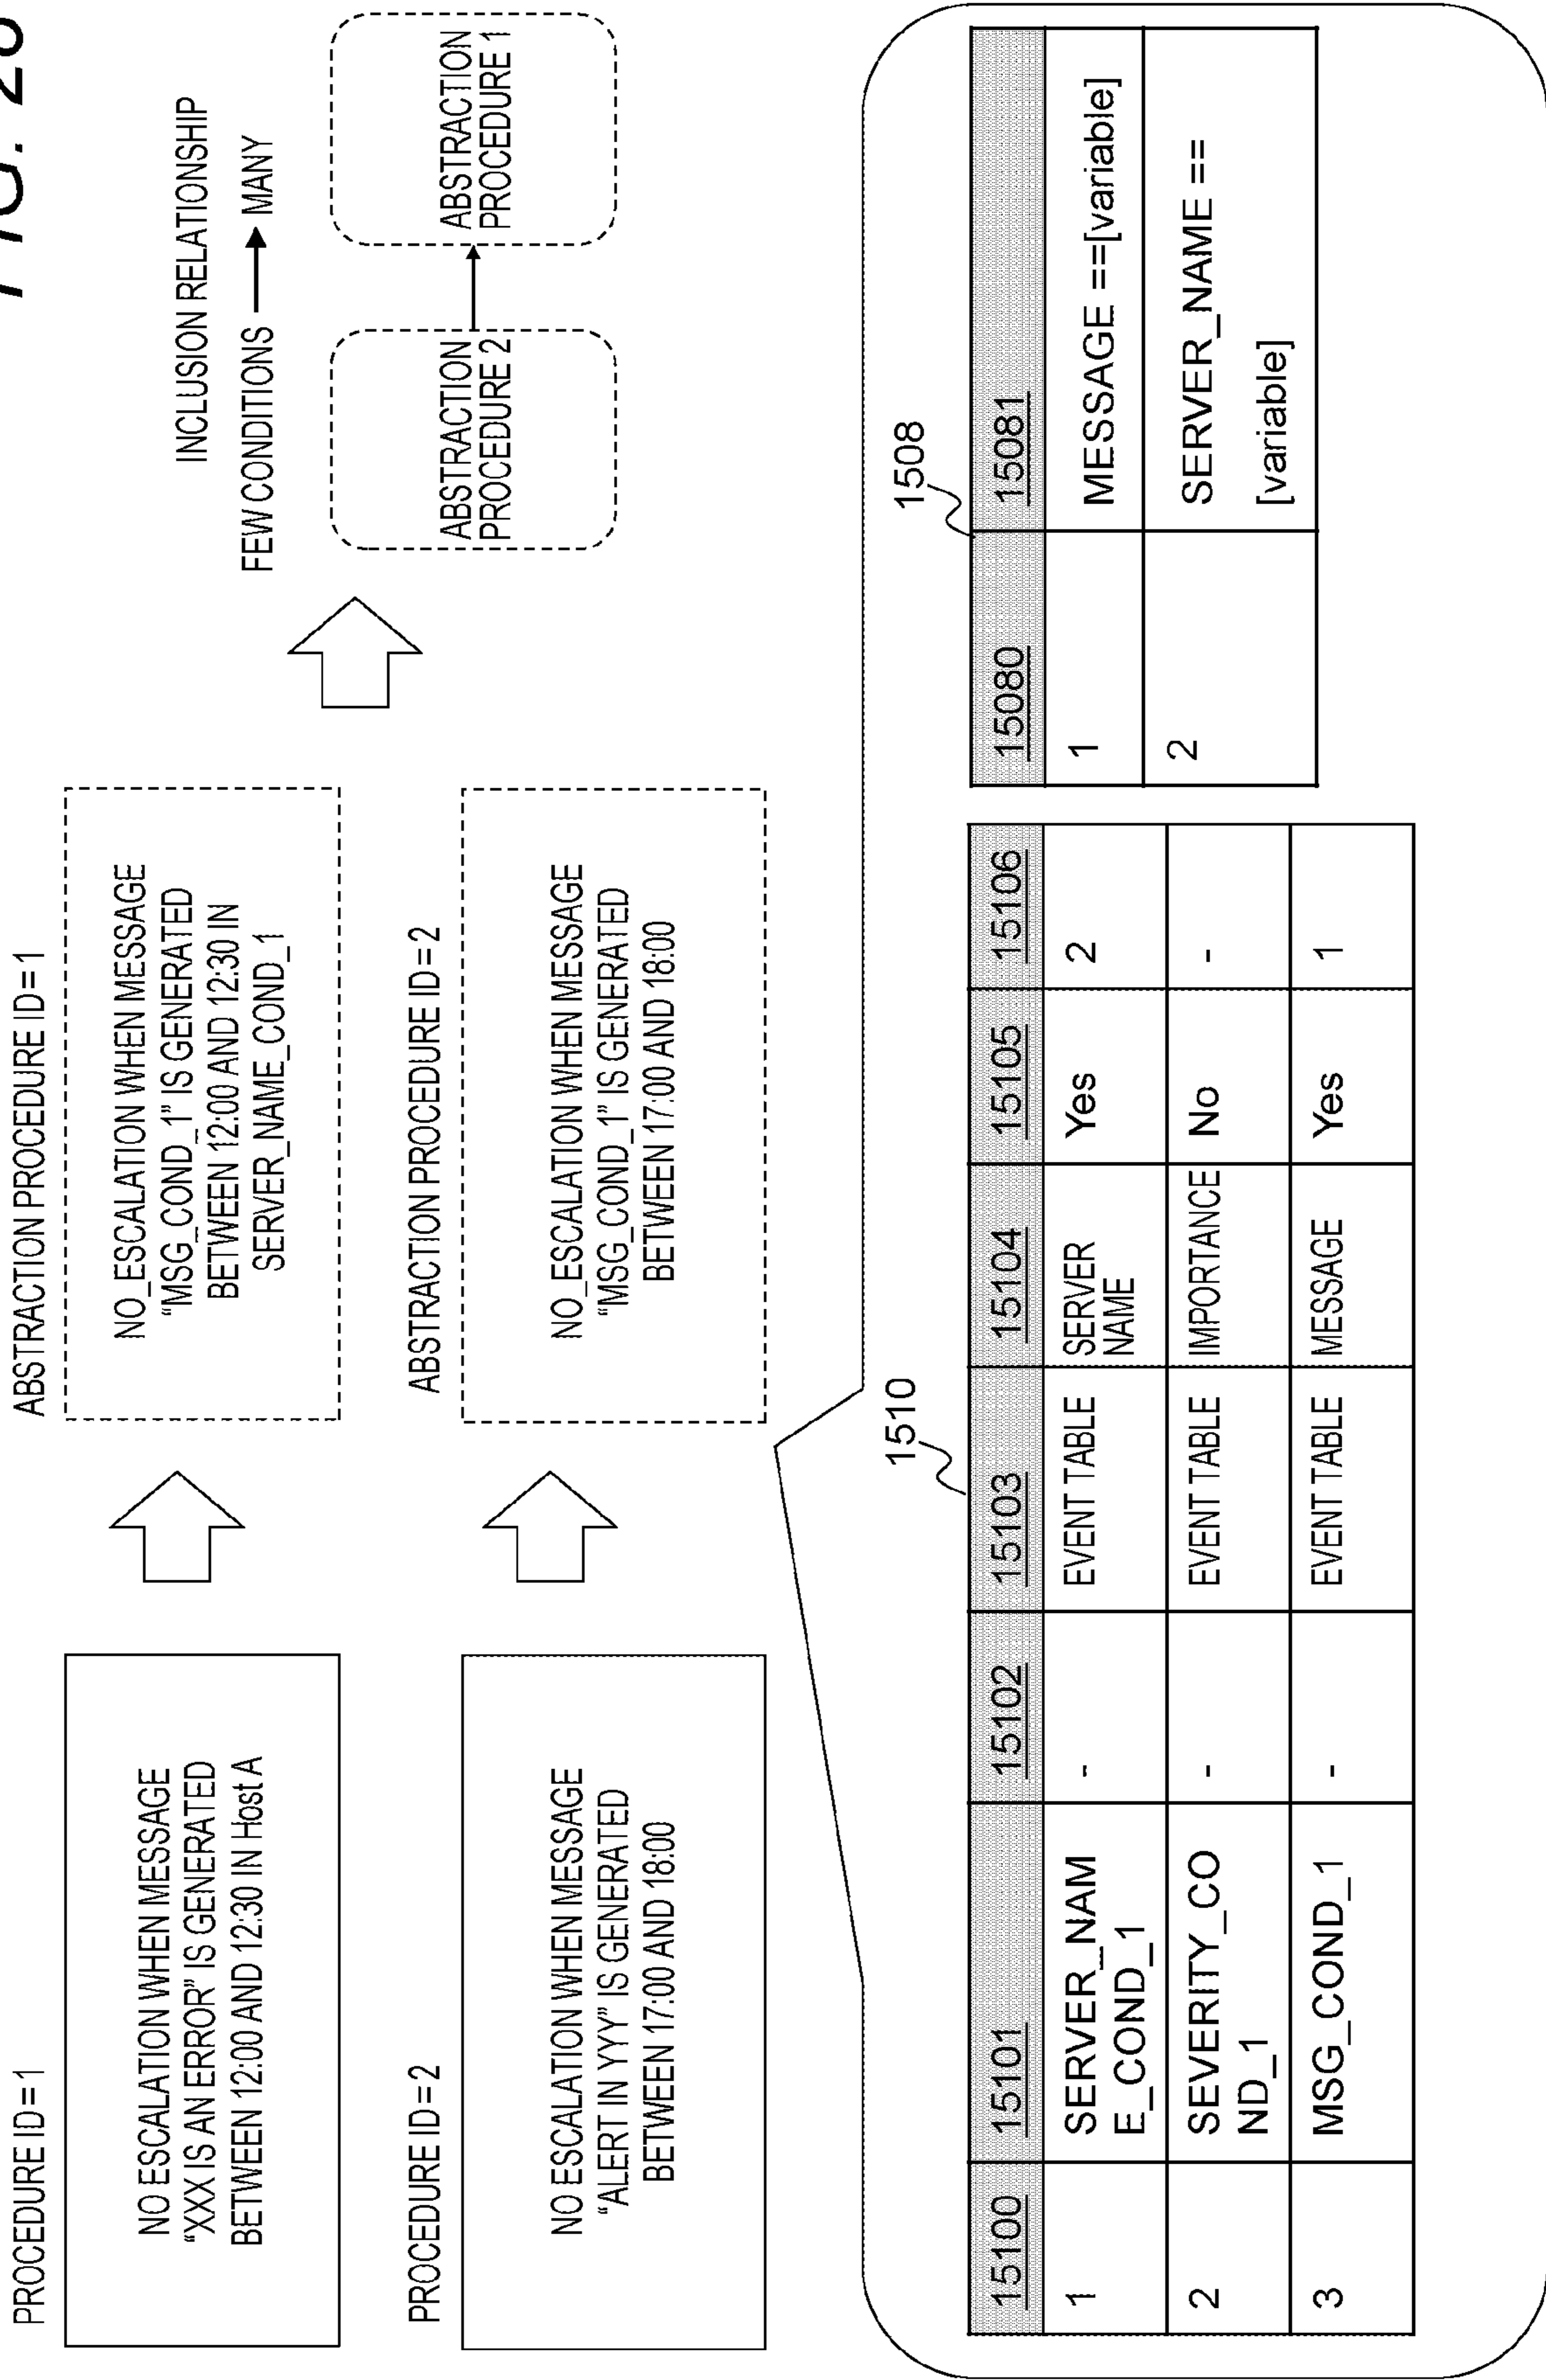 FIG.
PROCEDURE ID=1
NO ESCALATION WHEN MESSAGE
“XXX IS AN ERROR” IS GENERATED
BETWEEN 12:00 AND 12:30 IN Host A
ABSTRACTION PROCEDURE ID=1
NO_ESCALATION WHEN MESSAGE
“MSG_COND_1” IS GENERATED
BETWEEN 12:00 AND 12:30 IN
SERVER_NAME_COND_1
INCLUSION RELATIONSHIP
FEW CONDITIONS → MANY
ABSTRACTION
PROCEDURE 2
ABSTRACTION
PROCEDURE 1
PROCEDURE ID=2
NO ESCALATION WHEN MESSAGE
“ALERT IN YYY” IS GENERATED
BETWEEN 17:00 AND 18:00
ABSTRACTION PROCEDURE ID=2
NO_ESCALATION WHEN MESSAGE
“MSG_COND_1” IS GENERATED
BETWEEN 17:00 AND 18:00
1510
15100 15101 15102 15103 15104 15105 15106
1 SERVER_NAM - EVENT TABLE SERVER Yes 2
E_COND_1 NAME
2 SEVERITY_CO - EVENT TABLE IMPORTANCE No -
ND_1
3 MSG_COND_1 - EVENT TABLE MESSAGE Yes 1
1508
15080 15081
1 MESSAGE ==[variable]
2 SERVER_NAME ==
[variable]